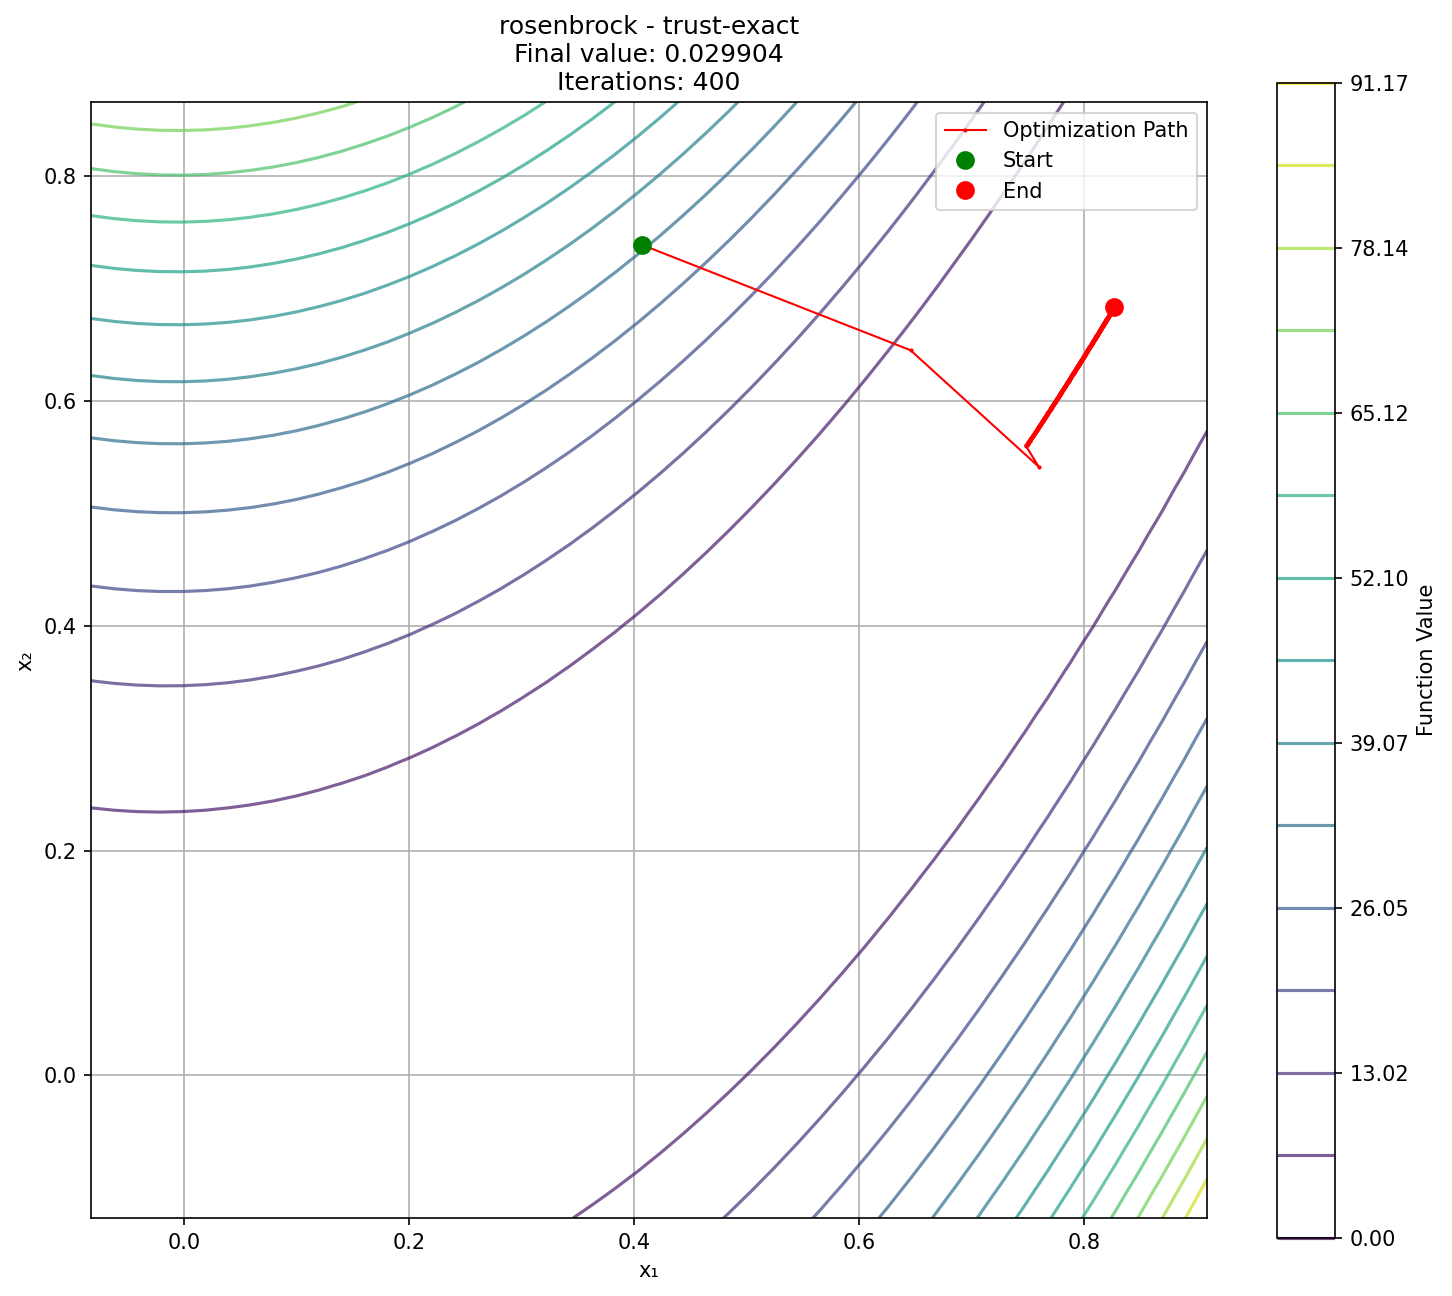 rosenbrock - trust-exact
Final value: 0.029904
Iterations: 400
Optimization Path
Start
End
0.8
0.6
0.4
0.2
0.0
x₂
0.0
0.2
0.4
0.6
0.8
x₁
91.17
78.14
65.12
52.10
39.07
26.05
13.02
0.00
Function Value